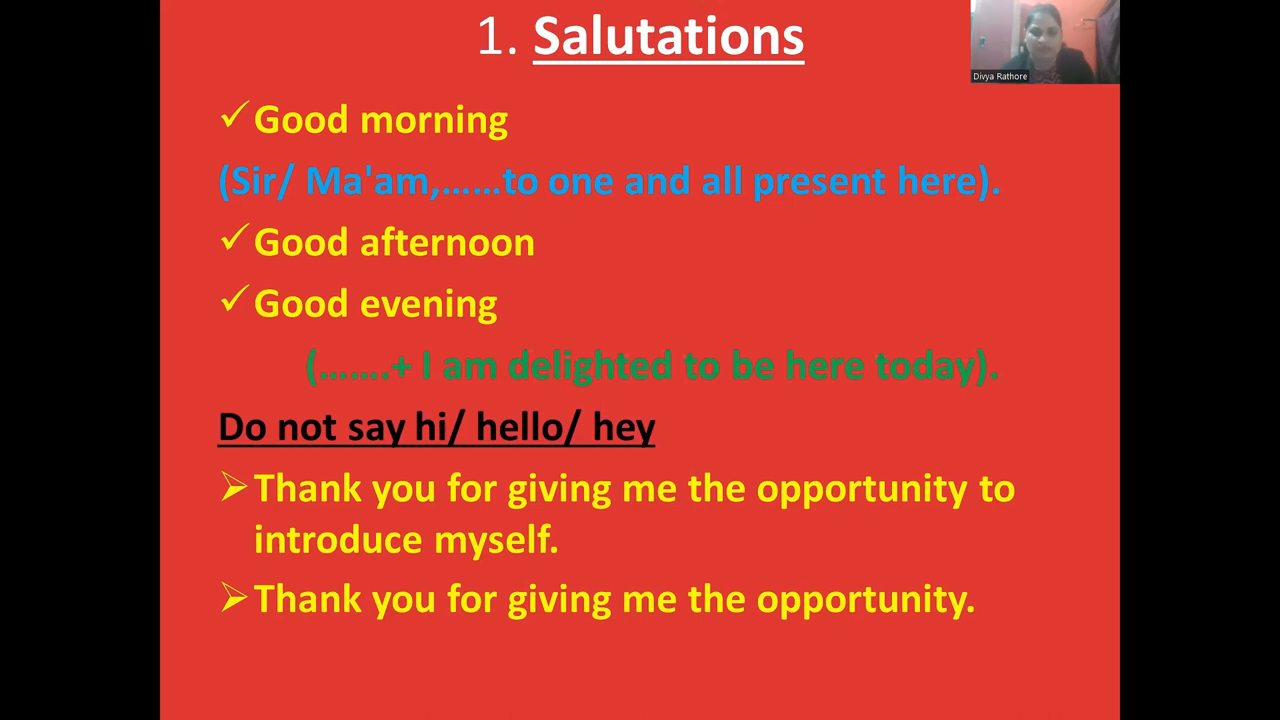 1. Salutations
Divya Rathore
✓ Good morning
(Sir/ Ma'am,……to one and all present here).
✓ Good afternoon
✓ Good evening
(…….+ I am delighted to be here today).
Do not say hi/ hello/ hey
➢ Thank you for giving me the opportunity to
introduce myself.
➢ Thank you for giving me the opportunity.